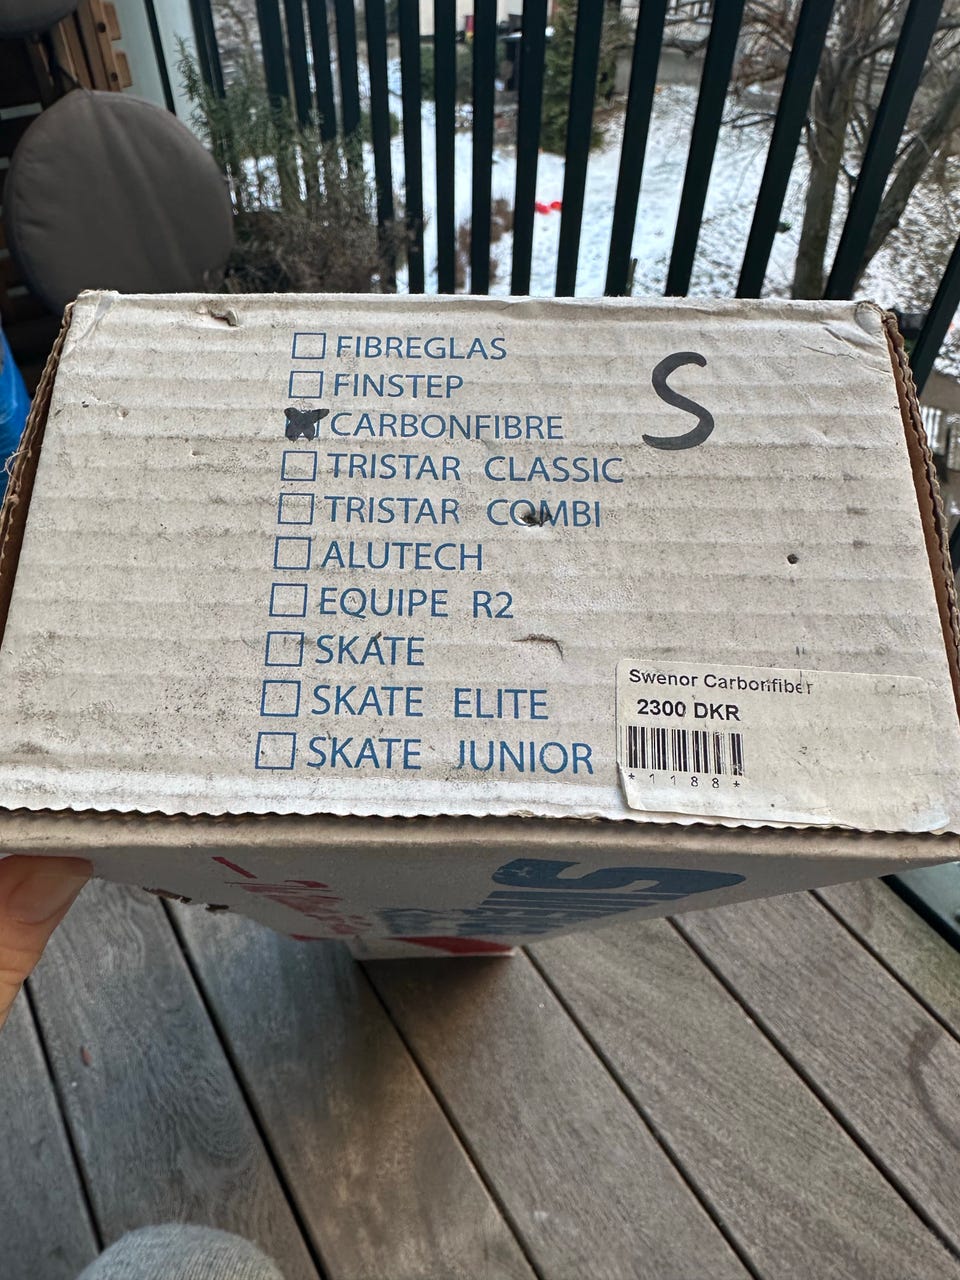 FIBREGLAS
FINSTEP
CARBONFIBRE
S
TRISTAR CLASSIC
TRISTAR COMBI
ALUTECH
EQUIPE R2
SKATE
SKATE ELITE
SKATE JUNIOR
Swenor Carbonfiber
2300 DKR
*1188*